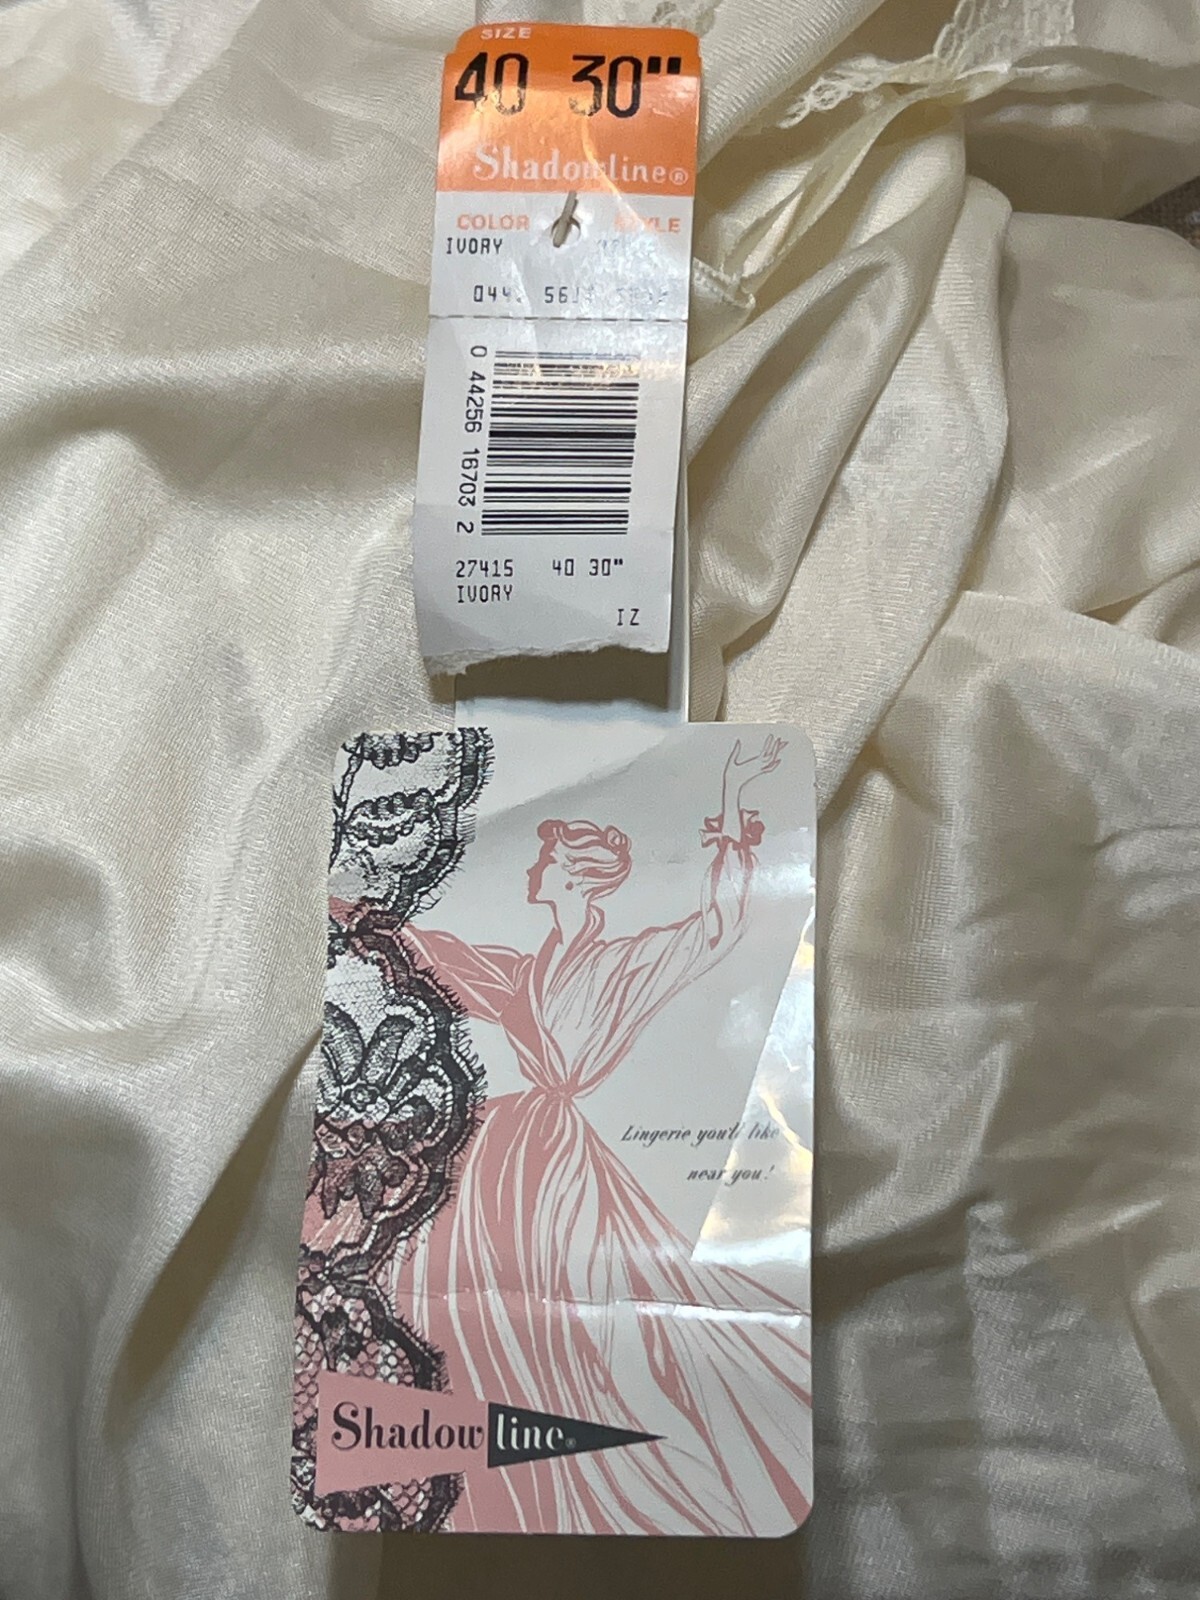 SIZE
40 30"
Shadowline®
COLOR STYLE
IVORY
0 44256 16703 2
27415 40 30"
IVORY
IZ
Lingerie you'll like
near you!
Shadowline®